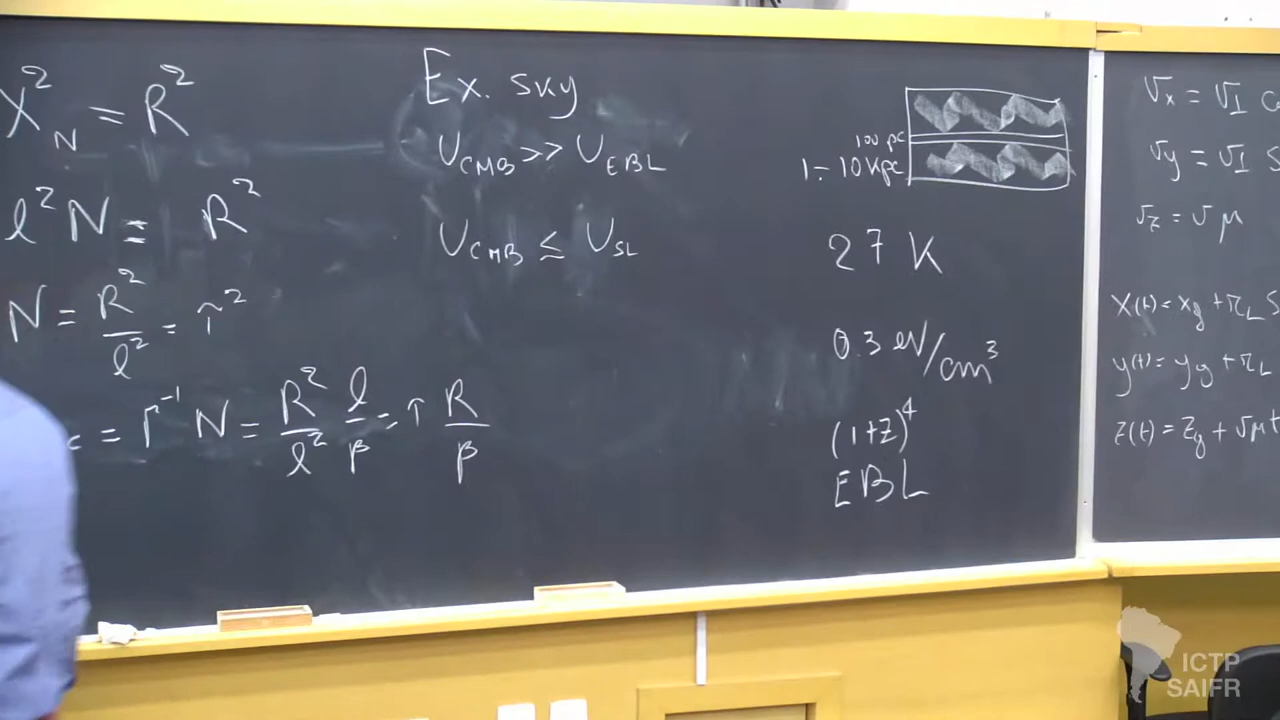 X²_N = R²
l² N = R²
N = R²/l² = τ²
= Γ⁻¹ N = R²/l² l/β = τ R/β
Ex. sky
U_CMB >> U_EBL
U_CMB ≤ U_SL
100 pc
1 ÷ 10 Kpc
2.7 K
0.3 eV/cm³
(1+z)⁴
EBL
v_x = v_⊥
v_y = v_⊥ S
v_z = v μ
x(t) = x_g + r_L S
y(t) = y_g + r_L
z(t) = z_g + v μ t
ICTP
SAIFR